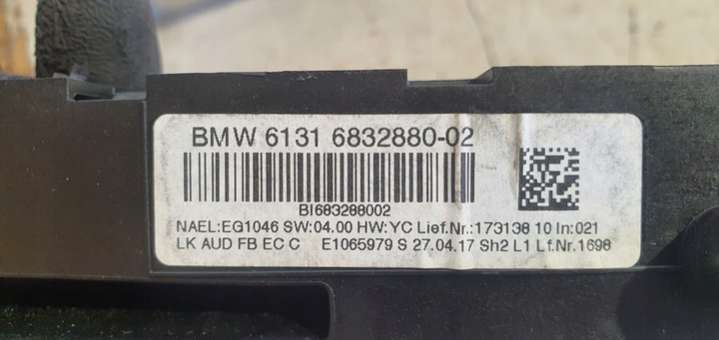 BMW 6131 6832880-02
BI683288002
NAEL:EG1046 SW:04.00 HW:YC Lief.Nr.:173138 10 In:021
LK AUD FB EC C E1065979 S 27.04.17 Sh2 L1 Lf.Nr.1698